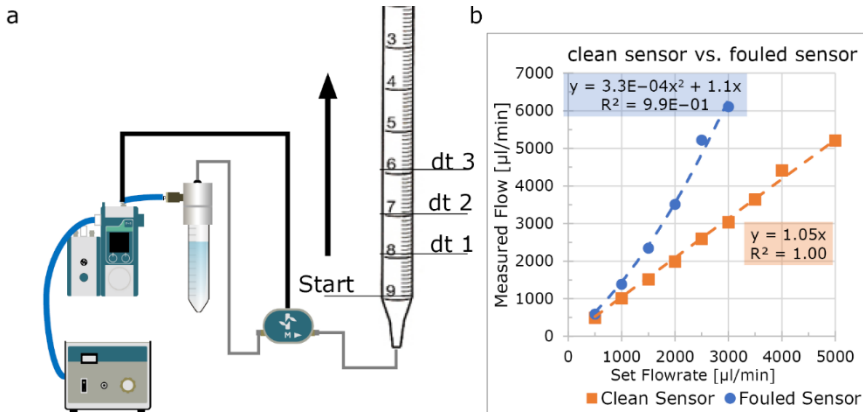 a
3
4
5
6
dt 3
7
dt 2
8
dt 1
Start
9
M
b
clean sensor vs. fouled sensor
7000
6000
5000
4000
3000
2000
1000
0
Measured Flow [µl/min]
y = 3.3E−04x² + 1.1x
R² = 9.9E−01
y = 1.05x
R² = 1.00
0 1000 2000 3000 4000 5000
Set Flowrate [µl/min]
Clean Sensor Fouled Sensor